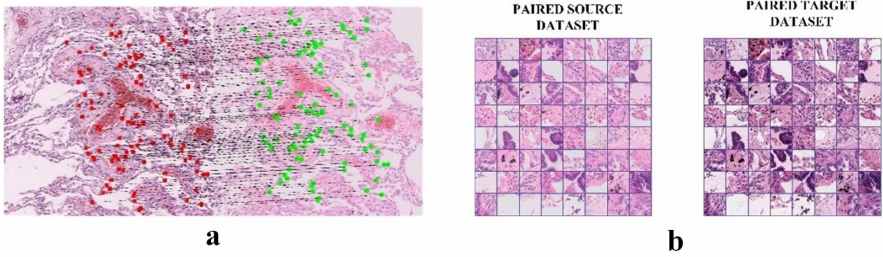 PAIRED SOURCE
DATASET
PAIRED TARGET
DATASET
a
b